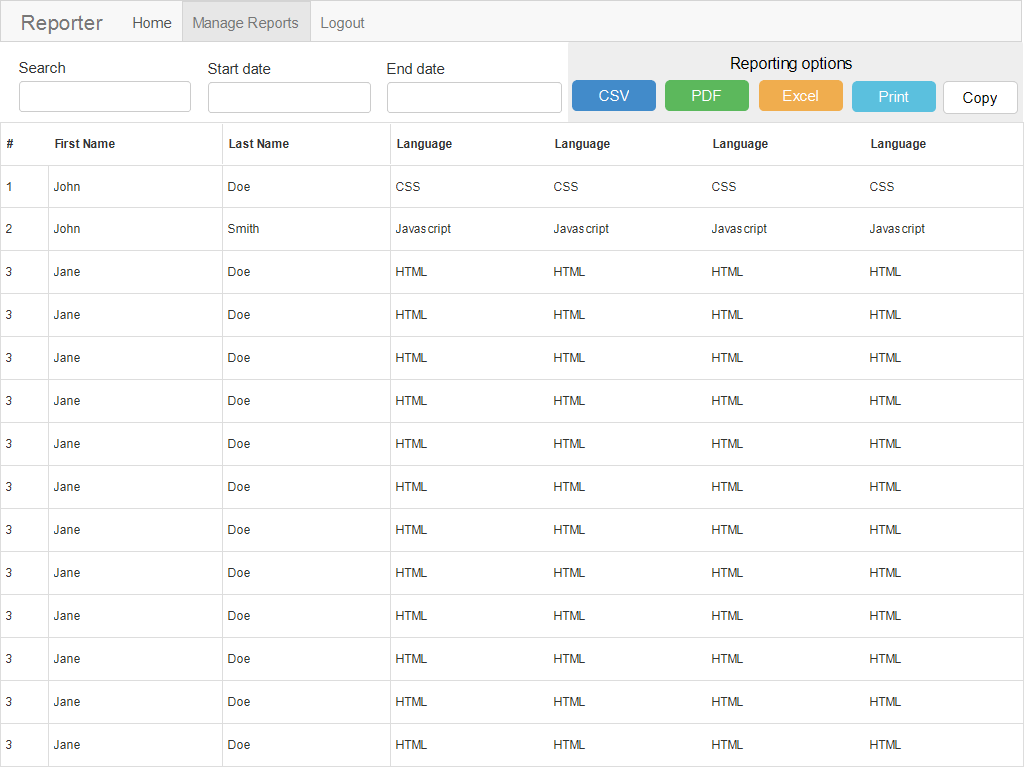 Reporter Home Manage Reports Logout
Reporting options
Search Start date End date
CSV PDF Excel Print Copy
# First Name Last Name Language Language Language Language
1 John Doe CSS CSS CSS CSS
2 John Smith Javascript Javascript Javascript Javascript
3 Jane Doe HTML HTML HTML HTML
3 Jane Doe HTML HTML HTML HTML
3 Jane Doe HTML HTML HTML HTML
3 Jane Doe HTML HTML HTML HTML
3 Jane Doe HTML HTML HTML HTML
3 Jane Doe HTML HTML HTML HTML
3 Jane Doe HTML HTML HTML HTML
3 Jane Doe HTML HTML HTML HTML
3 Jane Doe HTML HTML HTML HTML
3 Jane Doe HTML HTML HTML HTML
3 Jane Doe HTML HTML HTML HTML
3 Jane Doe HTML HTML HTML HTML